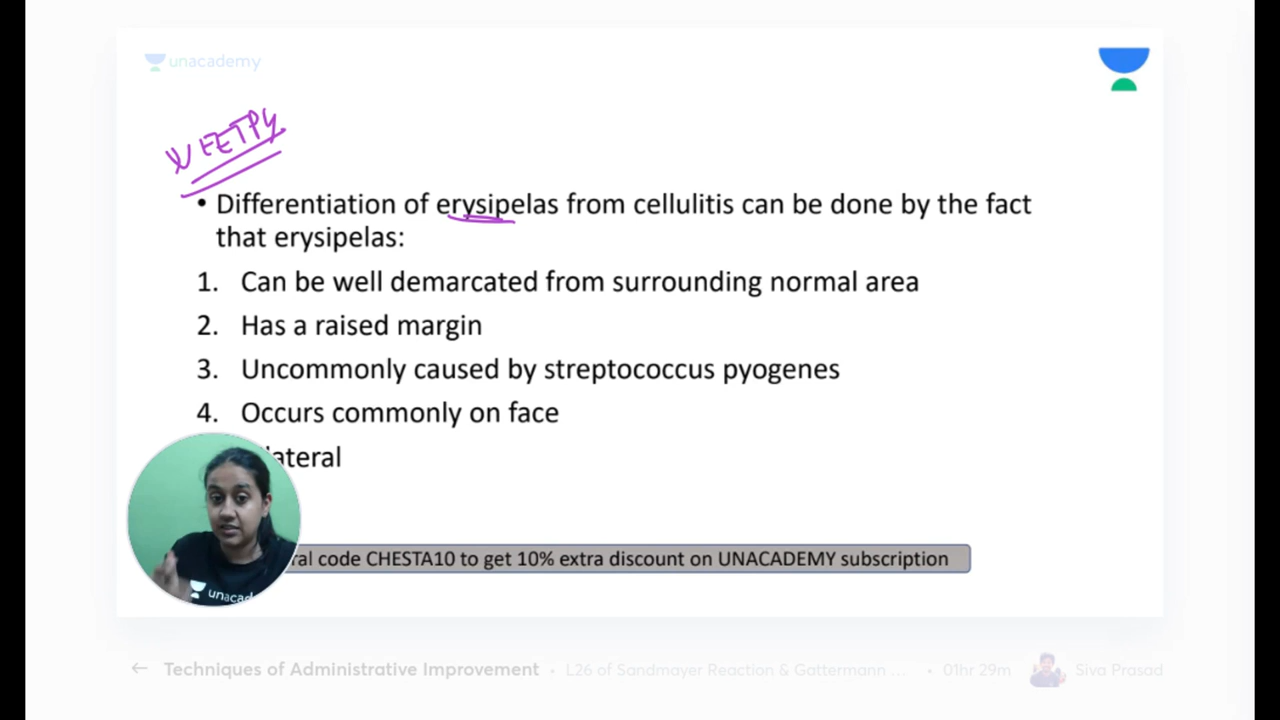 unacademy
NEETPG
• Differentiation of erysipelas from cellulitis can be done by the fact
that erysipelas:
1. Can be well demarcated from surrounding normal area
2. Has a raised margin
3. Uncommonly caused by streptococcus pyogenes
4. Occurs commonly on face
lateral
ral code CHESTA10 to get 10% extra discount on UNACADEMY subscription
unacad
← Techniques of Administrative Improvement • L26 of Sandmayer Reaction & Gattermann ... • 01hr 29m Siva Prasad